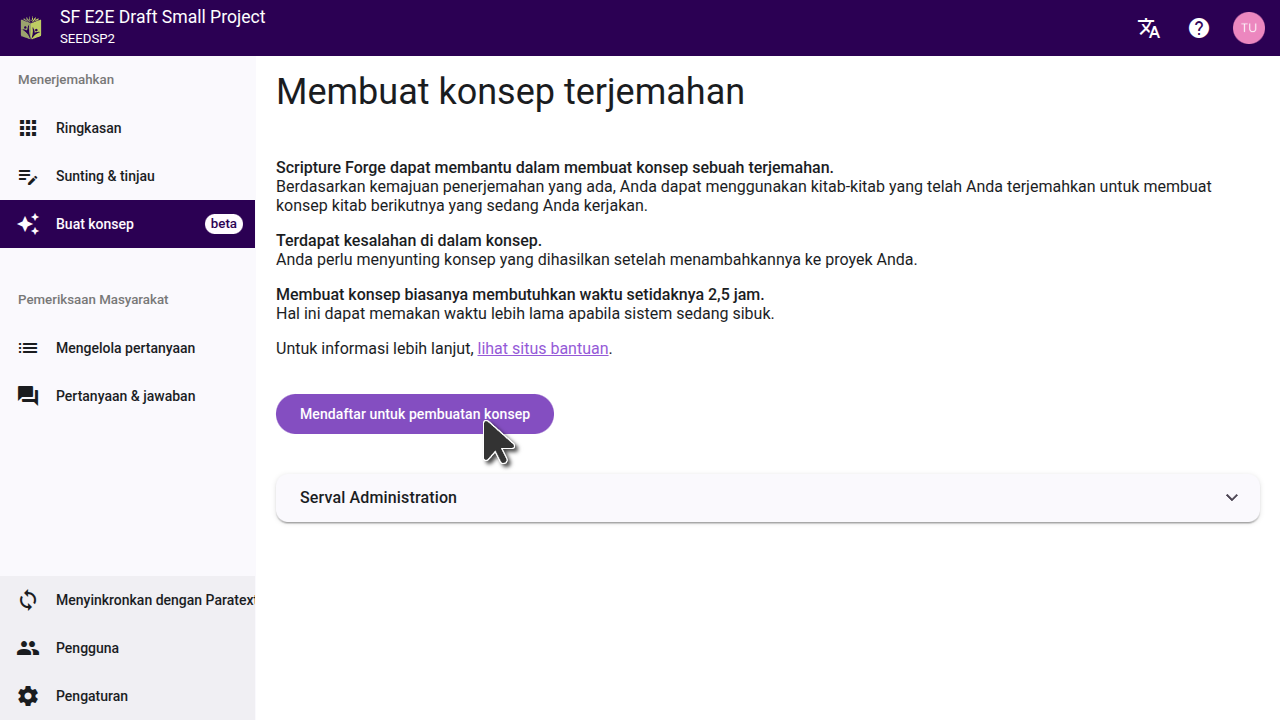 SF E2E Draft Small Project
SEEDSP2
TU
Menerjemahkan
Ringkasan
Sunting & tinjau
Buat konsep
beta
Pemeriksaan Masyarakat
Mengelola pertanyaan
Pertanyaan & jawaban
Menyinkronkan dengan Paratext
Pengguna
Pengaturan
Membuat konsep terjemahan
Scripture Forge dapat membantu dalam membuat konsep sebuah terjemahan.
Berdasarkan kemajuan penerjemahan yang ada, Anda dapat menggunakan kitab-kitab yang telah Anda terjemahkan untuk membuat
konsep kitab berikutnya yang sedang Anda kerjakan.
Terdapat kesalahan di dalam konsep.
Anda perlu menyunting konsep yang dihasilkan setelah menambahkannya ke proyek Anda.
Membuat konsep biasanya membutuhkan waktu setidaknya 2,5 jam.
Hal ini dapat memakan waktu lebih lama apabila sistem sedang sibuk.
Untuk informasi lebih lanjut, lihat situs bantuan.
Mendaftar untuk pembuatan konsep
Serval Administration